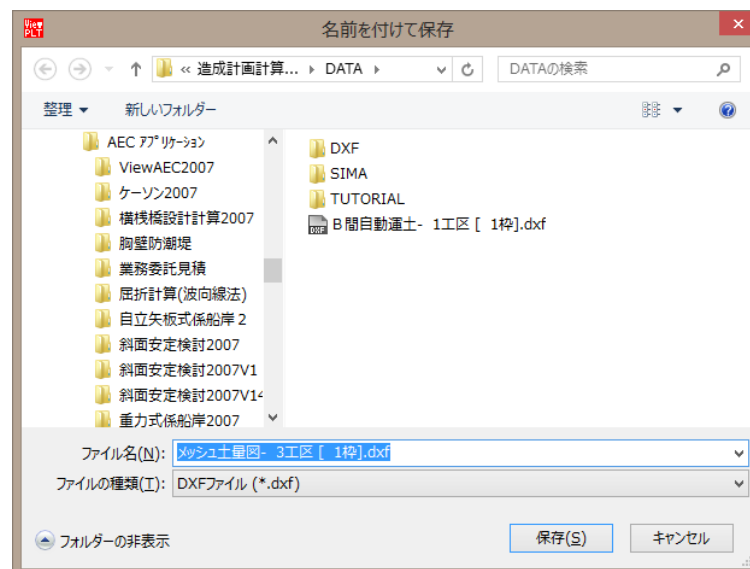 View
PLT
名前を付けて保存
« 造成計画計算... ▸ DATA ▸
DATAの検索
整理 ▼ 新しいフォルダー
AEC ｱﾌﾟﾘｹｰｼｮﾝ
ViewAEC2007
ケーソン2007
横桟橋設計計算2007
胸壁防潮堤
業務委託見積
屈折計算(波向線法)
自立矢板式係船岸２
斜面安定検討2007
斜面安定検討2007V1
斜面安定検討2007V14
重力式係船岸2007
DXF
SIMA
TUTORIAL
DXF
Ｂ間自動運土-  1工区 [  1枠].dxf
ファイル名(N): ﾒｯｼｭ土量図-  3工区 [  1枠].dxf
ファイルの種類(T): DXFファイル (*.dxf)
フォルダーの非表示
保存(S)
キャンセル